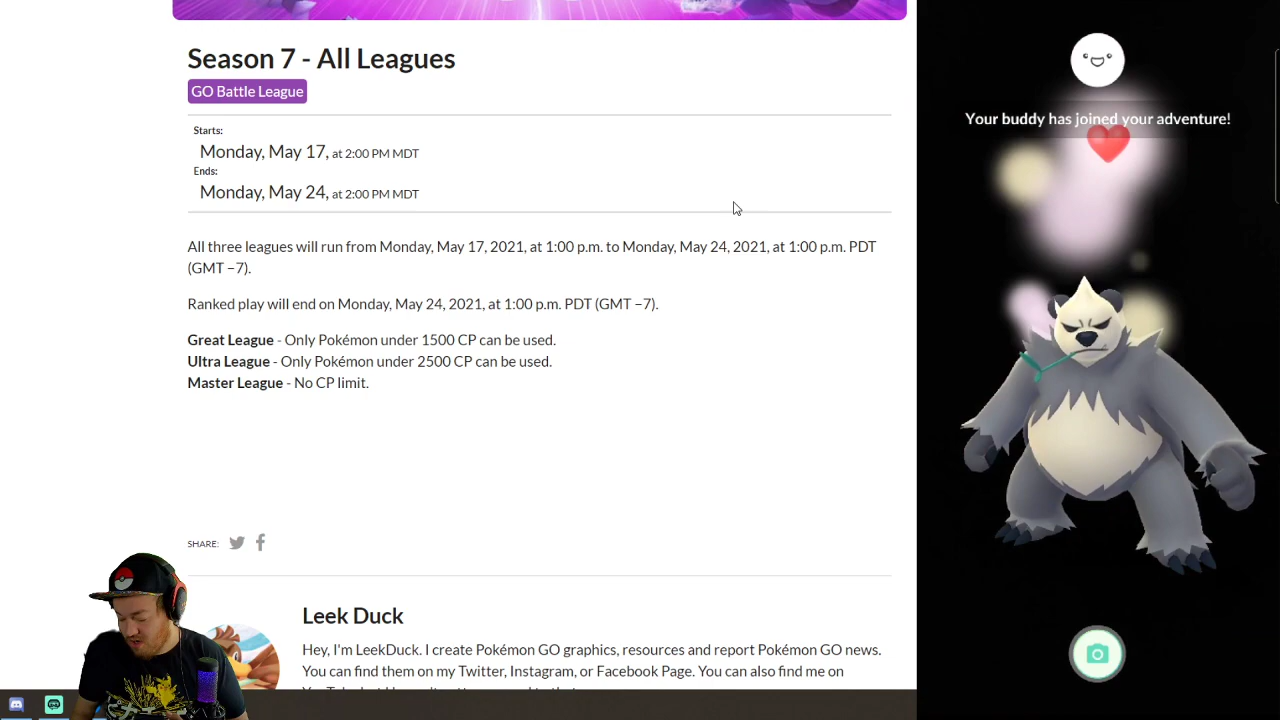 Season 7 - All Leagues
GO Battle League
Starts:
Monday, May 17, at 2:00 PM MDT
Ends:
Monday, May 24, at 2:00 PM MDT
All three leagues will run from Monday, May 17, 2021, at 1:00 p.m. to Monday, May 24, 2021, at 1:00 p.m. PDT
(GMT −7).
Ranked play will end on Monday, May 24, 2021, at 1:00 p.m. PDT (GMT −7).
Great League - Only Pokémon under 1500 CP can be used.
Ultra League - Only Pokémon under 2500 CP can be used.
Master League - No CP limit.
SHARE:
Leek Duck
Hey, I'm LeekDuck. I create Pokémon GO graphics, resources and report Pokémon GO news.
You can find them on my Twitter, Instagram, or Facebook Page. You can also find me on
Your buddy has joined your adventure!